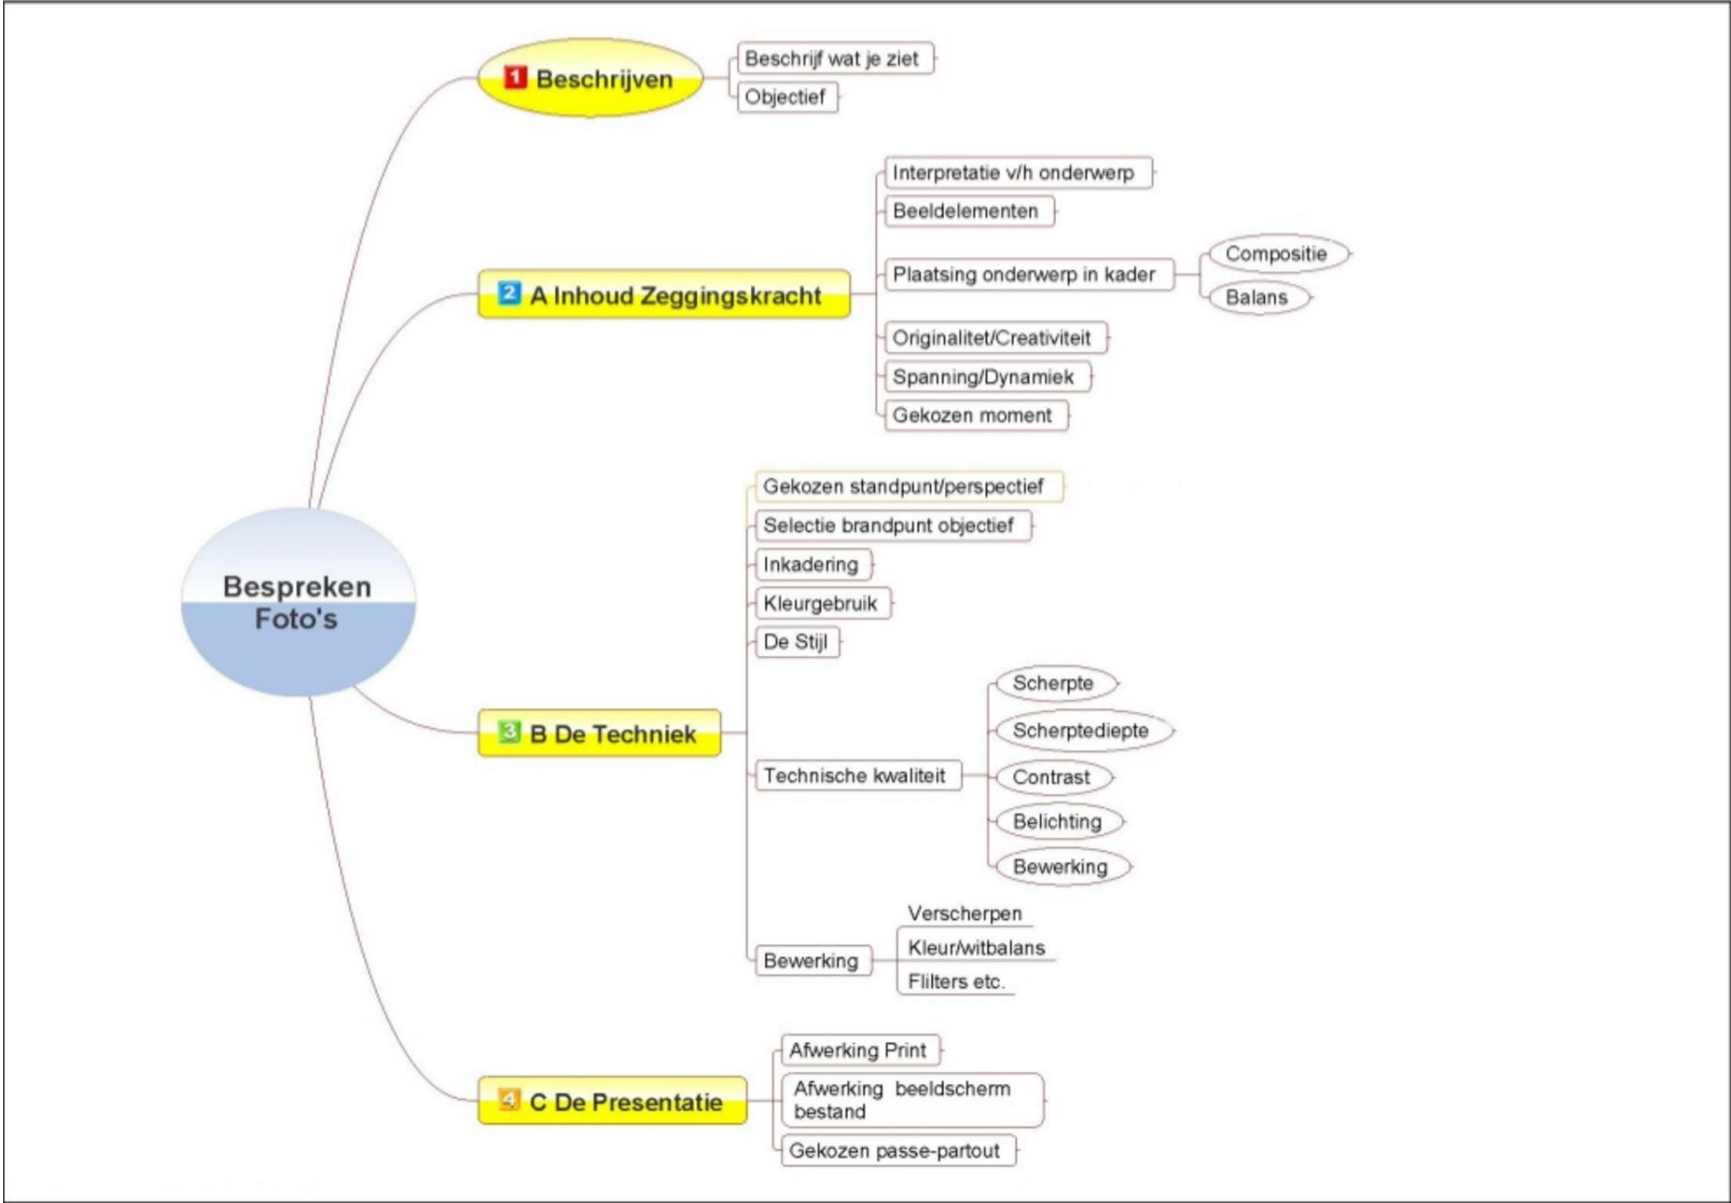 1 Beschrijven
Beschrijf wat je ziet
Objectief
2 A Inhoud Zeggingskracht
Interpretatie v/h onderwerp
Beeldelementen
Plaatsing onderwerp in kader
Compositie
Balans
Originalitet/Creativiteit
Spanning/Dynamiek
Gekozen moment
Bespreken
Foto's
3 B De Techniek
Gekozen standpunt/perspectief
Selectie brandpunt objectief
Inkadering
Kleurgebruik
De Stijl
Technische kwaliteit
Scherpte
Scherptediepte
Contrast
Belichting
Bewerking
Bewerking
Verscherpen
Kleur/witbalans
Flilters etc.
4 C De Presentatie
Afwerking Print
Afwerking beeldscherm
bestand
Gekozen passe-partout